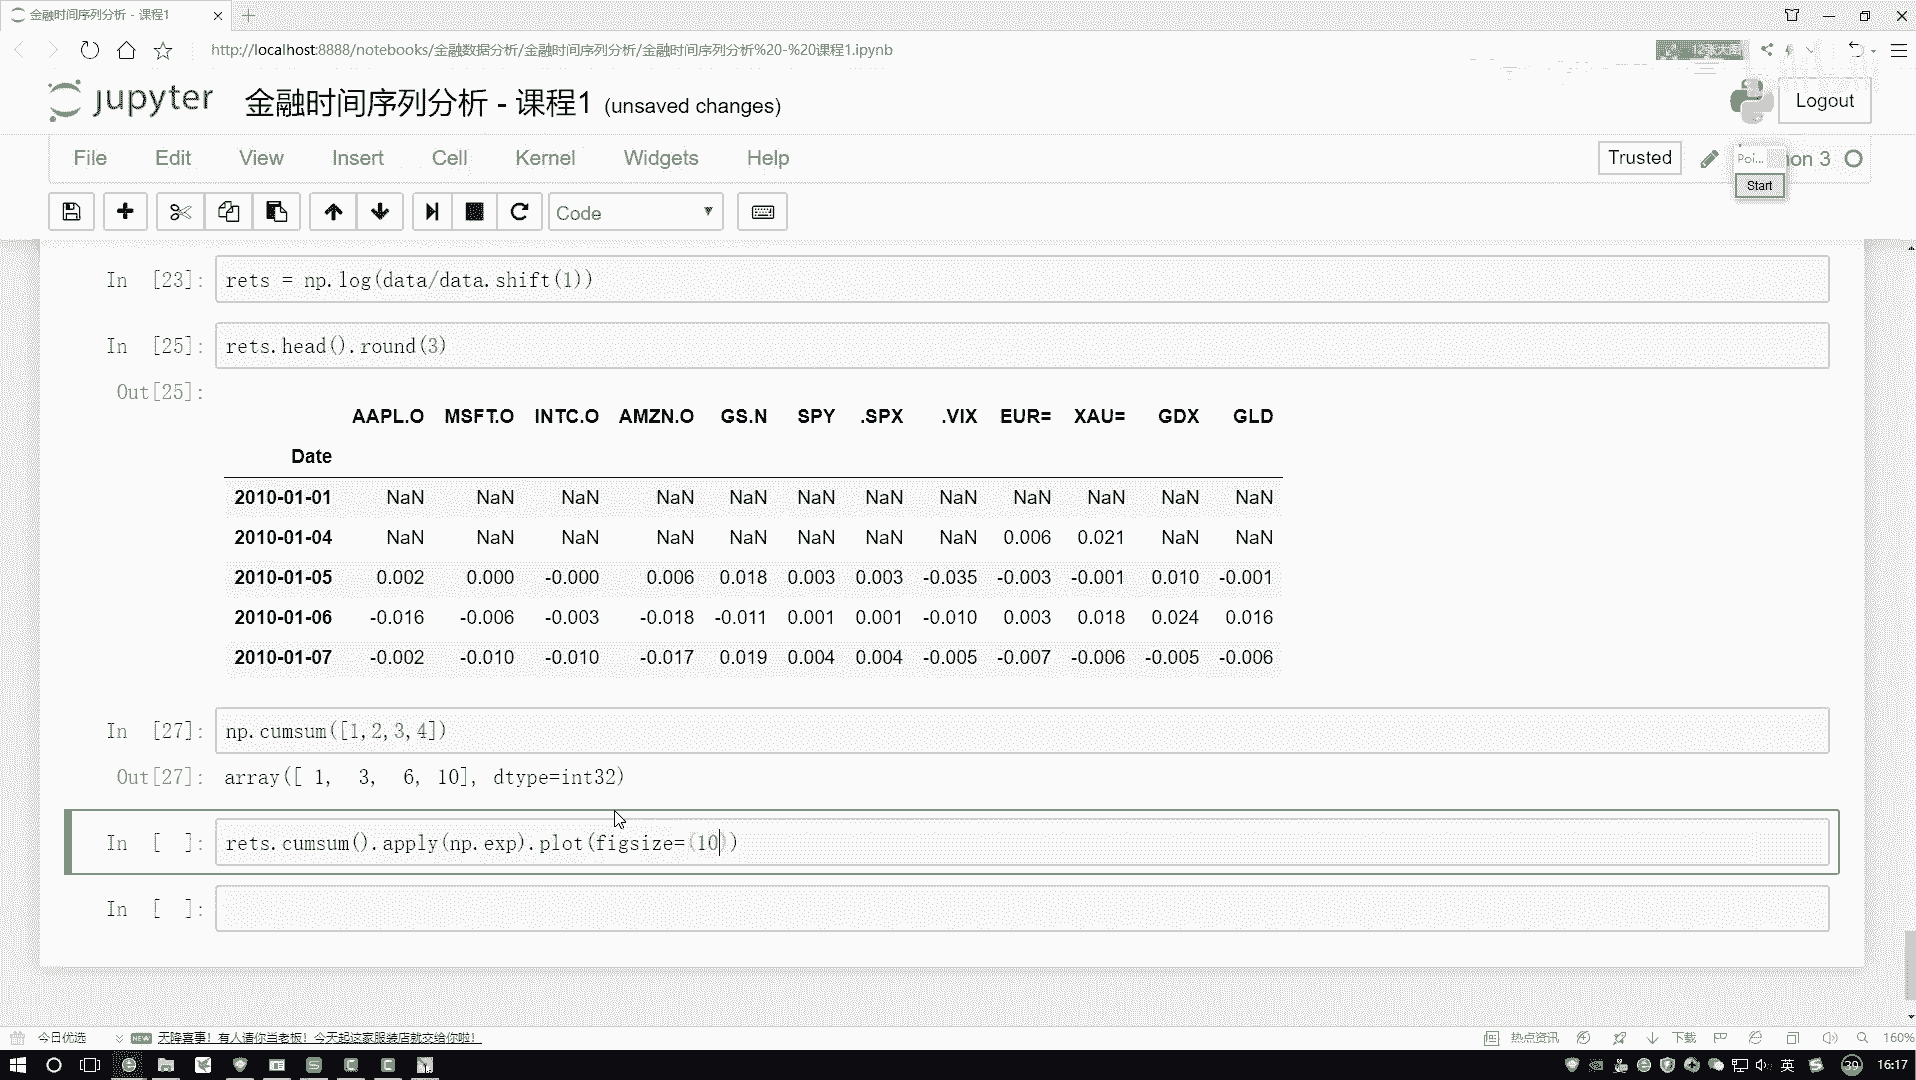 金融时间序列分析 - 课程1
http://localhost:8888/notebooks/金融数据分析/金融时间序列分析/金融时间序列分析%20-%20课程1.ipynb
jupyter 金融时间序列分析 - 课程1 (unsaved changes)
Logout
File Edit View Insert Cell Kernel Widgets Help
Trusted
Poi...
on 3
Start
Code
In [23]: rets = np.log(data/data.shift(1))
In [25]: rets.head().round(3)
Out[25]:
AAPL.O MSFT.O INTC.O AMZN.O GS.N SPY .SPX .VIX EUR= XAU= GDX GLD
Date
2010-01-01 NaN NaN NaN NaN NaN NaN NaN NaN NaN NaN NaN NaN
2010-01-04 NaN NaN NaN NaN NaN NaN NaN NaN 0.006 0.021 NaN NaN
2010-01-05 0.002 0.000 -0.000 0.006 0.018 0.003 0.003 -0.035 -0.003 -0.001 0.010 -0.001
2010-01-06 -0.016 -0.006 -0.003 -0.018 -0.011 0.001 0.001 -0.010 0.003 0.018 0.024 0.016
2010-01-07 -0.002 -0.010 -0.010 -0.017 0.019 0.004 0.004 -0.005 -0.007 -0.006 -0.005 -0.006
In [27]: np.cumsum([1,2,3,4])
Out[27]: array([ 1, 3, 6, 10], dtype=int32)
In [ ]: rets.cumsum().apply(np.exp).plot(figsize=(10))
In [ ]:
今日优选 NEW 天降喜事！有人请你当老板！今天起这家服装店就交给你啦！
热点资讯 下载 160%
英 39 16:17